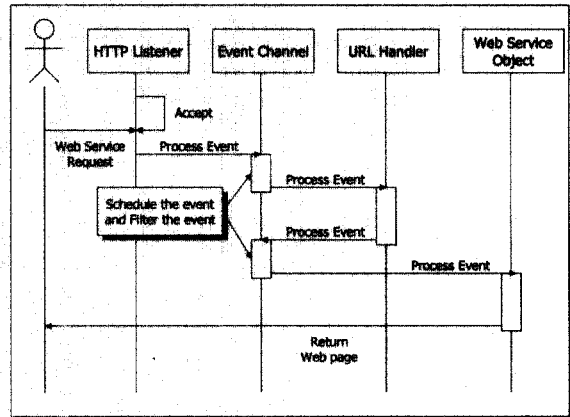 HTTP Listener
Event Channel
URL Handler
Web Service
Object
Accept
Web Service
Request
Process Event
Process Event
Schedule the event
and Filter the event
Process Event
Process Event
Return
Web page